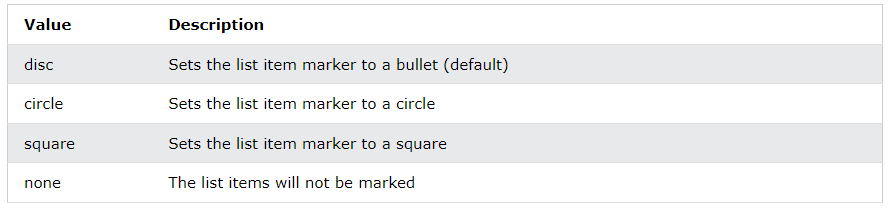 Value Description
disc Sets the list item marker to a bullet (default)
circle Sets the list item marker to a circle
square Sets the list item marker to a square
none The list items will not be marked